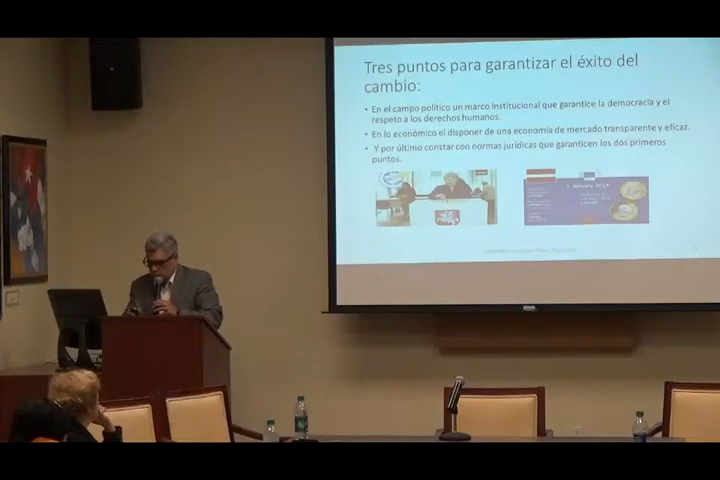 Tres puntos para garantizar el éxito del
cambio:
• En el campo político un marco institucional que garantice la democracia y el
respeto a los derechos humanos.
• En lo económico el disponer de una economía de mercado transparente y eficaz.
• Y por último constar con normas jurídicas que garanticen los dos primeros
puntos.
1 January 2014